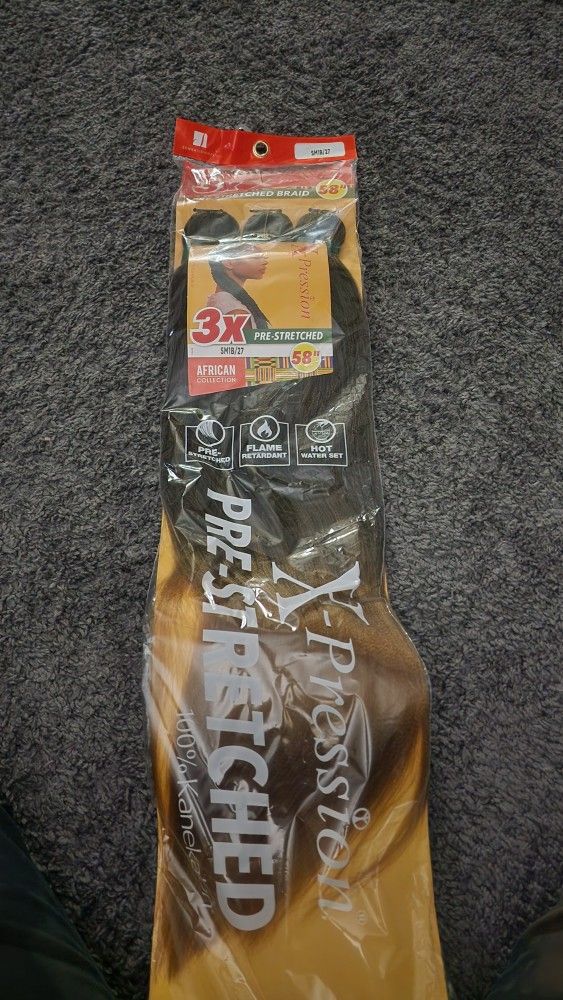 SM1B/27
3X
STRETCHED BRAID 58"
X-Pression
3X PRE-STRETCHED
SM1B/27
58"
AFRICAN
COLLECTION
PRE-
STRETCHED
FLAME
RETARDANT
HOT
WATER SET
X-Pression
PRE-STRETCHED
100%